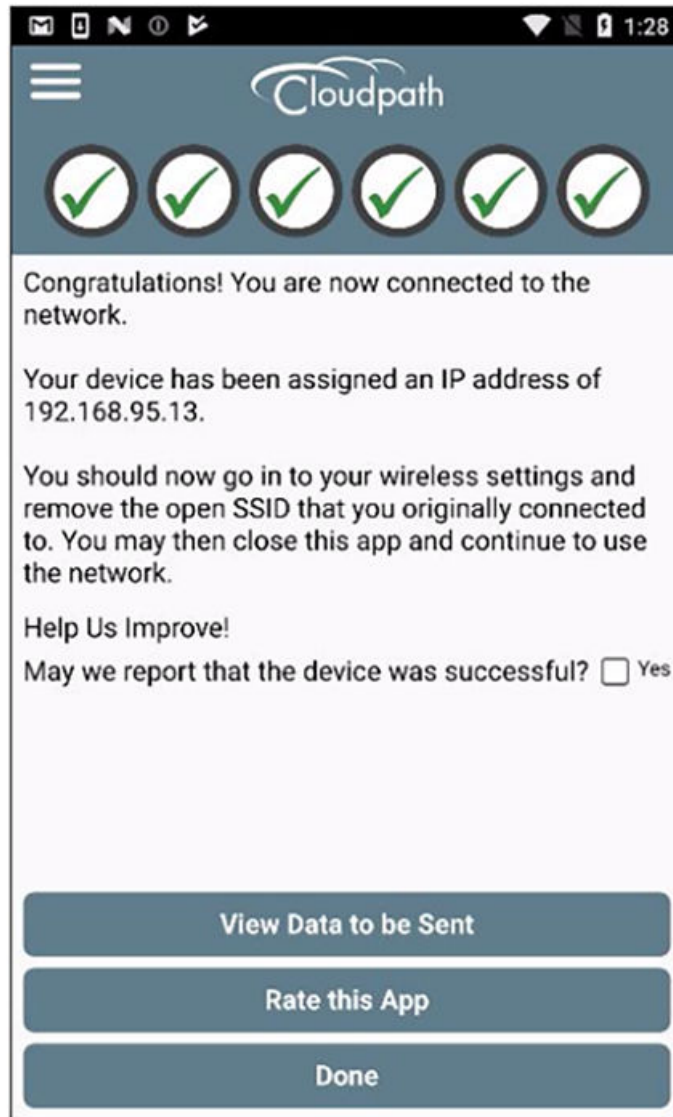 1:28
Cloudpath
Congratulations! You are now connected to the
network.
Your device has been assigned an IP address of
192.168.95.13.
You should now go in to your wireless settings and
remove the open SSID that you originally connected
to. You may then close this app and continue to use
the network.
Help Us Improve!
May we report that the device was successful? Yes
View Data to be Sent
Rate this App
Done